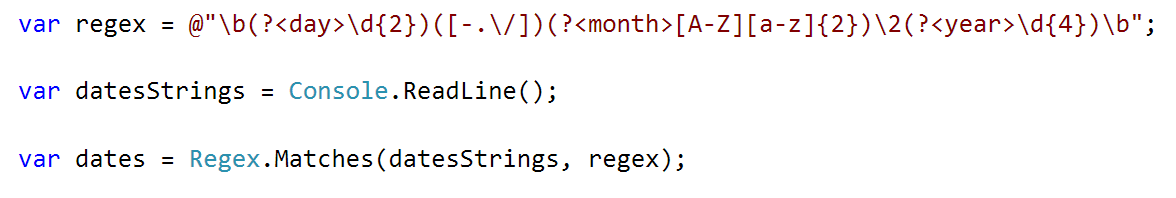 var regex = @"\b(?<day>\d{2})([-.\/])(?<month>[A-Z][a-z]{2})\2(?<year>\d{4})\b";
var datesStrings = Console.ReadLine();
var dates = Regex.Matches(datesStrings, regex);